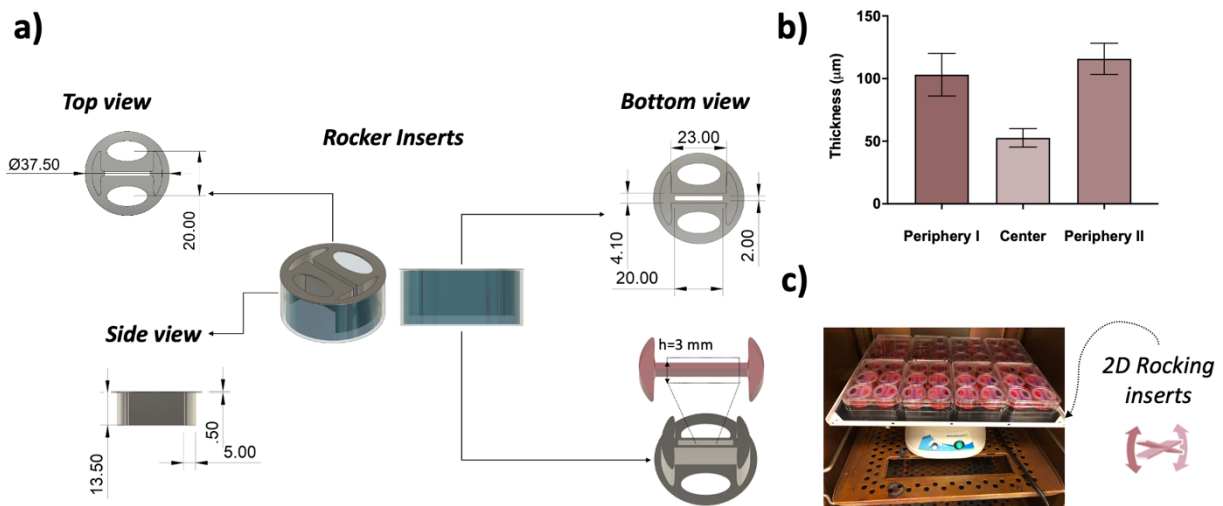 a)
Top view
Ø37.50
20.00
Rocker Inserts
Bottom view
23.00
4.10
2.00
20.00
Side view
13.50
.50
5.00
h=3 mm
b)
Thickness (µm)
150
100
50
0
Periphery I
Center
Periphery II
c)
2D Rocking
inserts